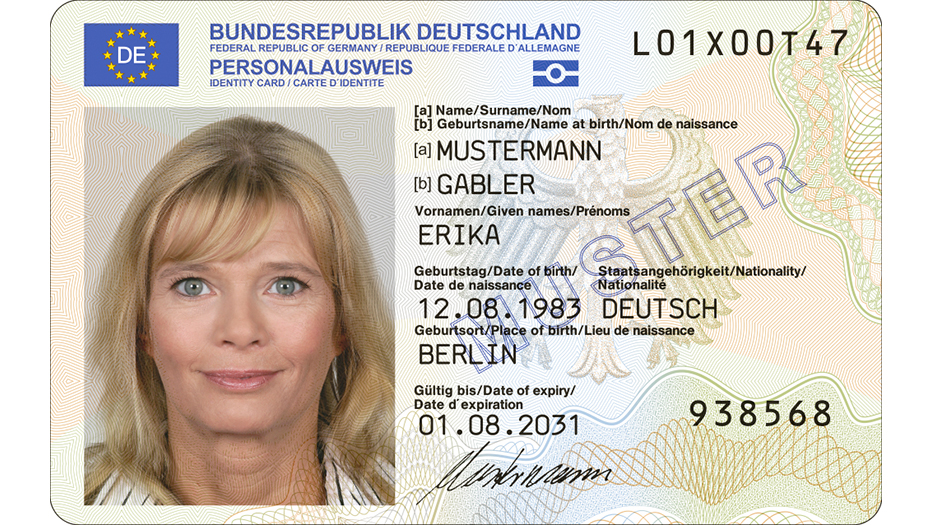 DE
BUNDESREPUBLIK DEUTSCHLAND
FEDERAL REPUBLIC OF GERMANY / REPUBLIQUE FEDERALE D´ALLEMAGNE
PERSONALAUSWEIS
IDENTITY CARD / CARTE D´IDENTITE
L01X00T47
[a] Name/Surname/Nom
[b] Geburtsname/Name at birth/Nom de naissance
[a] MUSTERMANN
[b] GABLER
Vornamen/Given names/Prénoms
ERIKA
Geburtstag/Date of birth/
Date de naissance
Staatsangehörigkeit/Nationality/
Nationalité
12.08.1983 DEUTSCH
Geburtsort/Place of birth/Lieu de naissance
BERLIN
Gültig bis/Date of expiry/
Date d´expiration
01.08.2031
938568
Mustermann
MUSTER